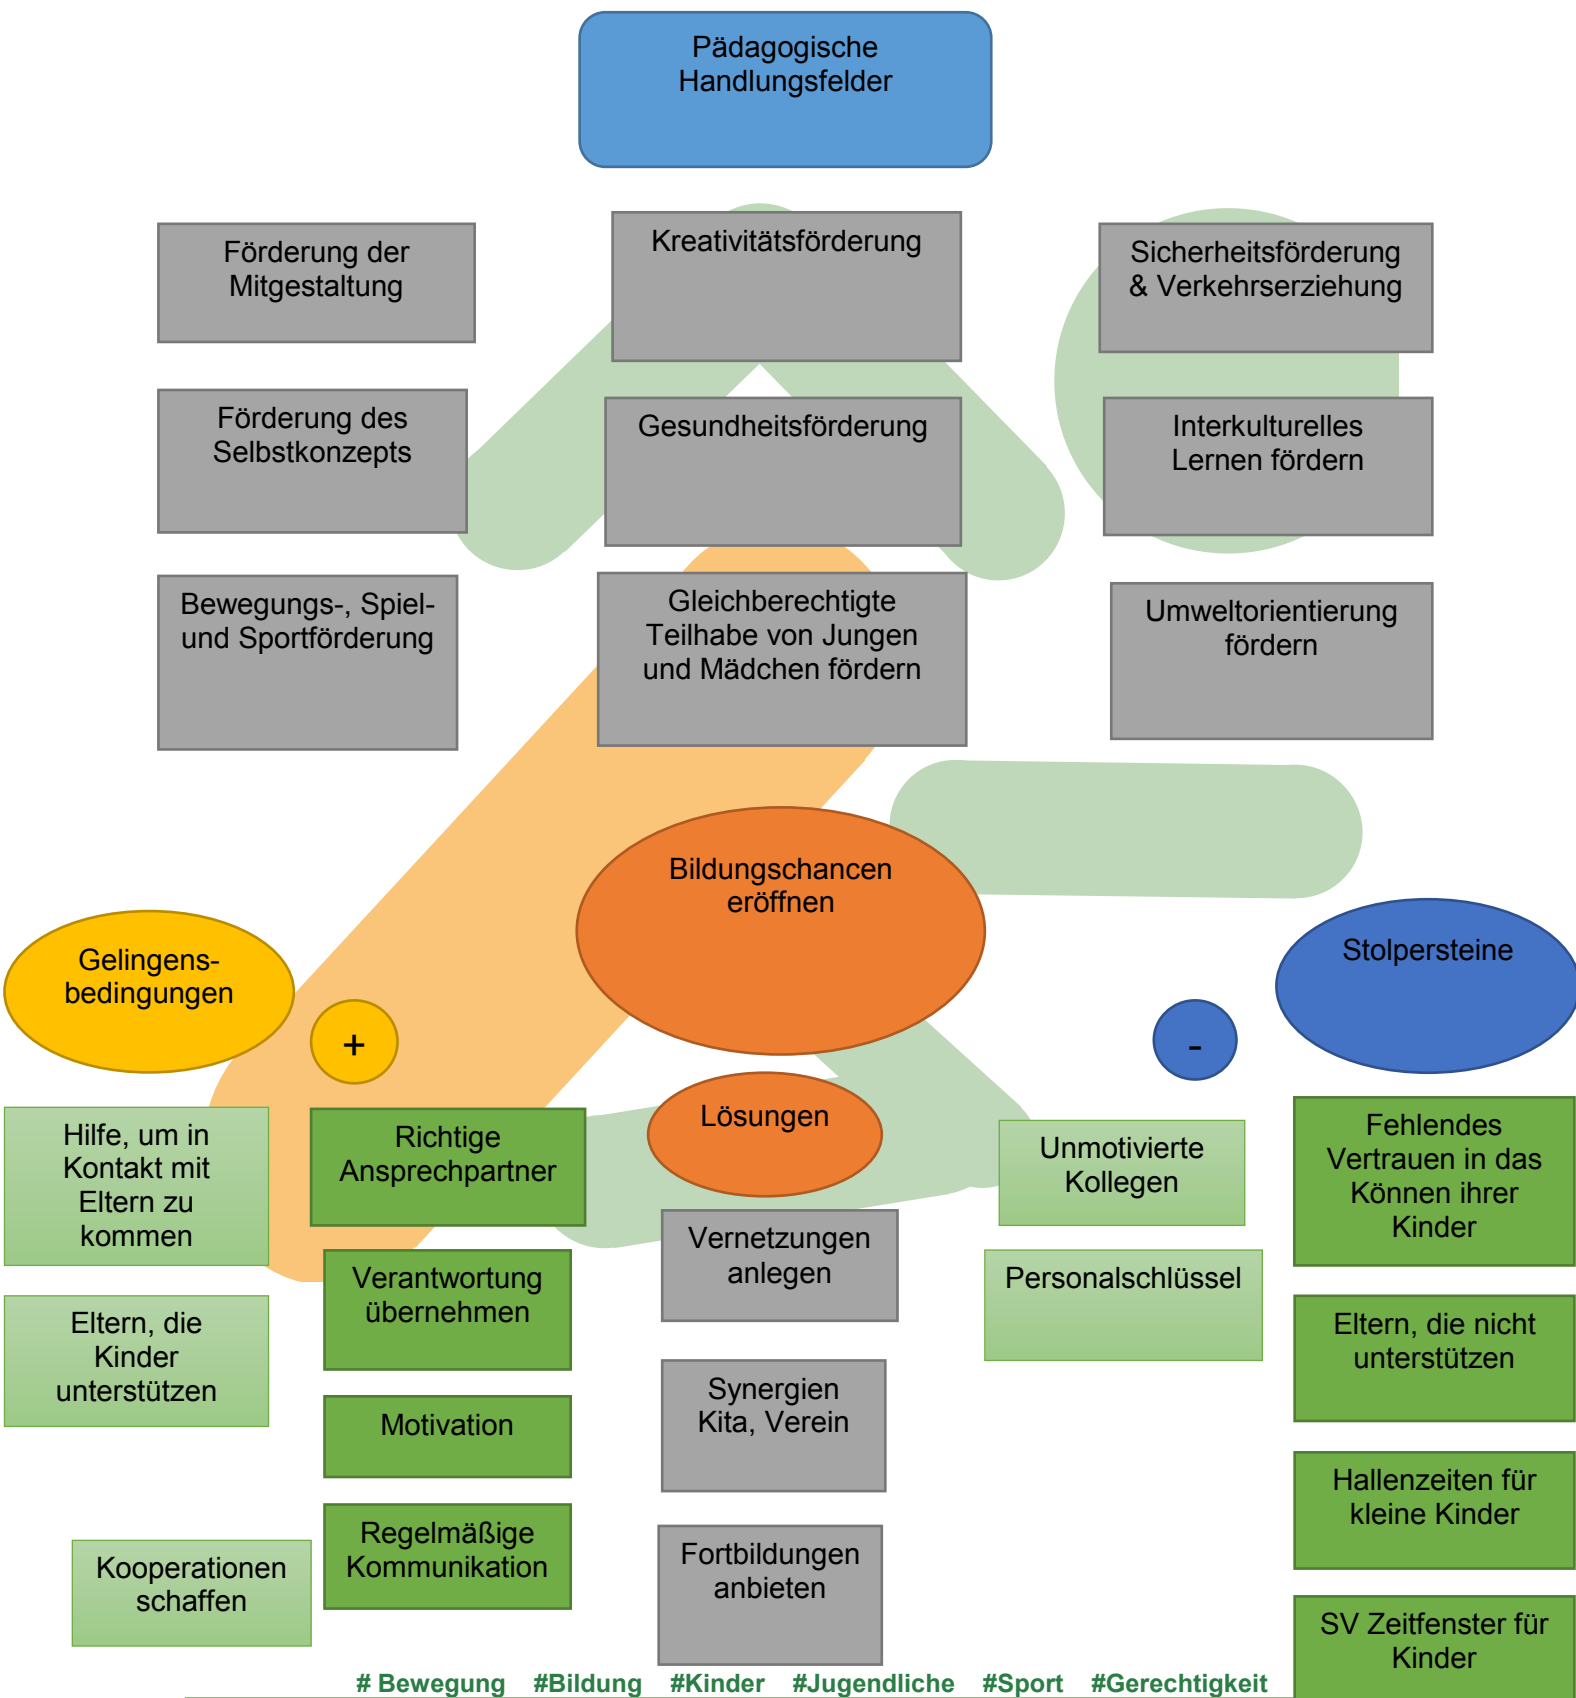 Pädagogische
Handlungsfelder
Förderung der
Mitgestaltung
Kreativitätsförderung
Sicherheitsförderung
& Verkehrserziehung
Förderung des
Selbstkonzepts
Gesundheitsförderung
Interkulturelles
Lernen fördern
Bewegungs-, Spiel-
und Sportförderung
Gleichberechtigte
Teilhabe von Jungen
und Mädchen fördern
Umweltorientierung
fördern
Bildungschancen
eröffnen
Gelingens-
bedingungen
+
-
Stolpersteine
Lösungen
Hilfe, um in
Kontakt mit
Eltern zu
kommen
Eltern, die
Kinder
unterstützen
Kooperationen
schaffen
Richtige
Ansprechpartner
Verantwortung
übernehmen
Motivation
Regelmäßige
Kommunikation
Vernetzungen
anlegen
Synergien
Kita, Verein
Fortbildungen
anbieten
Unmotivierte
Kollegen
Personalschlüssel
Fehlendes
Vertrauen in das
Können ihrer
Kinder
Eltern, die nicht
unterstützen
Hallenzeiten für
kleine Kinder
SV Zeitfenster für
Kinder
# Bewegung #Bildung #Kinder #Jugendliche #Sport #Gerechtigkeit